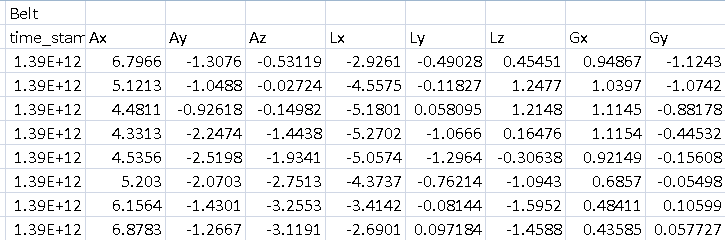 Belt
time_stam Ax Ay Az Lx Ly Lz Gx Gy
1.39E+12 6.7966 -1.3076 -0.53119 -2.9261 -0.49028 0.45451 0.94867 -1.1243
1.39E+12 5.1213 -1.0488 -0.02724 -4.5575 -0.11827 1.2477 1.0397 -1.0742
1.39E+12 4.4811 -0.92618 -0.14982 -5.1801 0.058095 1.2148 1.1145 -0.88178
1.39E+12 4.3313 -2.2474 -1.4438 -5.2702 -1.0666 0.16476 1.1154 -0.44532
1.39E+12 4.5356 -2.5198 -1.9341 -5.0574 -1.2964 -0.30638 0.92149 -0.15608
1.39E+12 5.203 -2.0703 -2.7513 -4.3737 -0.76214 -1.0943 0.6857 -0.05498
1.39E+12 6.1564 -1.4301 -3.2553 -3.4142 -0.08144 -1.5952 0.48411 0.10599
1.39E+12 6.8783 -1.2667 -3.1191 -2.6901 0.097184 -1.4588 0.43585 0.057727